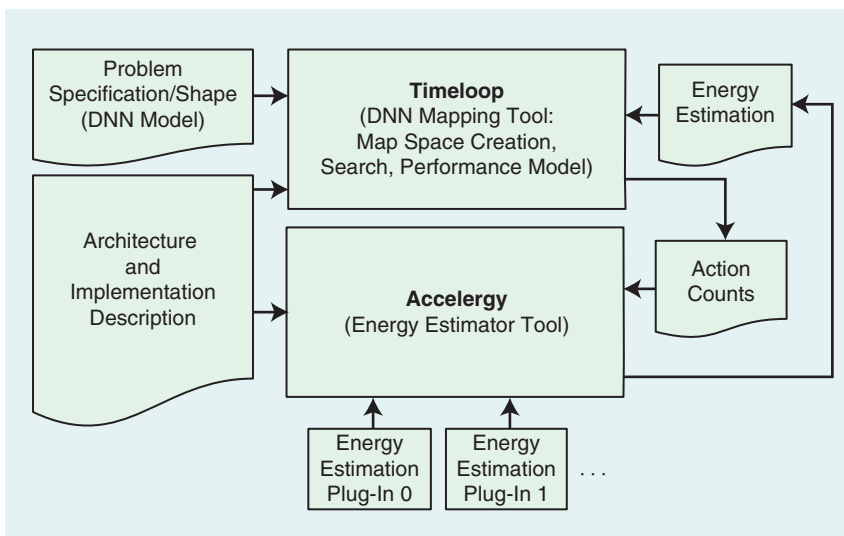 Problem
Specification/Shape
(DNN Model)
Timeloop
(DNN Mapping Tool:
Map Space Creation,
Search, Performance Model)
Energy
Estimation
Architecture
and
Implementation
Description
Accelergy
(Energy Estimator Tool)
Action
Counts
Energy
Estimation
Plug-In 0
Energy
Estimation
Plug-In 1
. . .